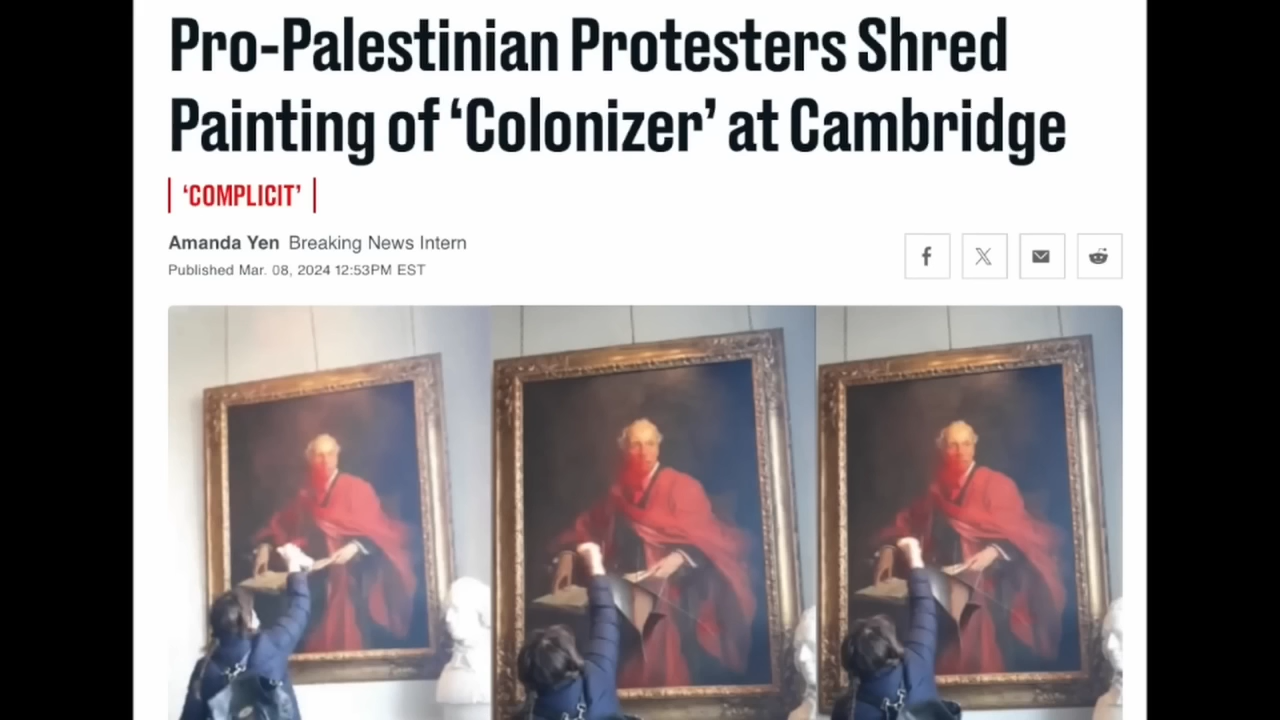 Pro-Palestinian Protesters Shred
Painting of ‘Colonizer’ at Cambridge
‘COMPLICIT’
Amanda Yen Breaking News Intern
Published Mar. 08, 2024 12:53PM EST